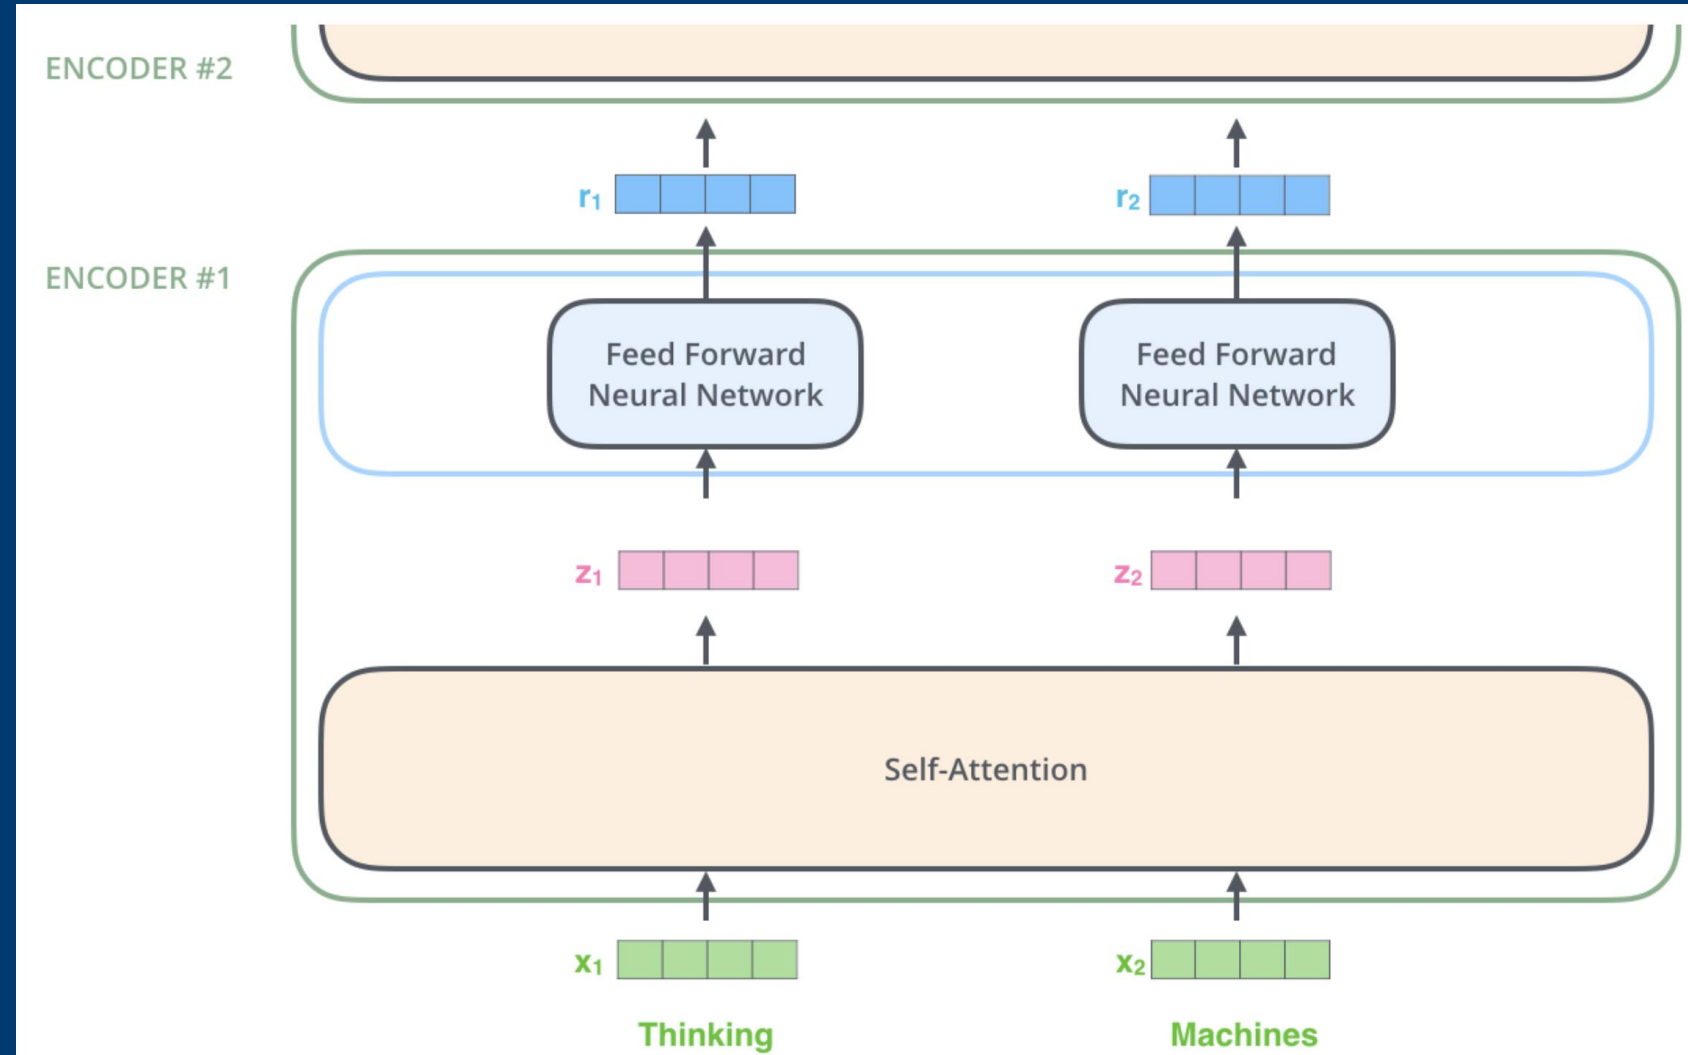 ENCODER #2
r₁
r₂
ENCODER #1
Feed Forward
Neural Network
Feed Forward
Neural Network
z₁
z₂
Self-Attention
x₁
x₂
Thinking
Machines